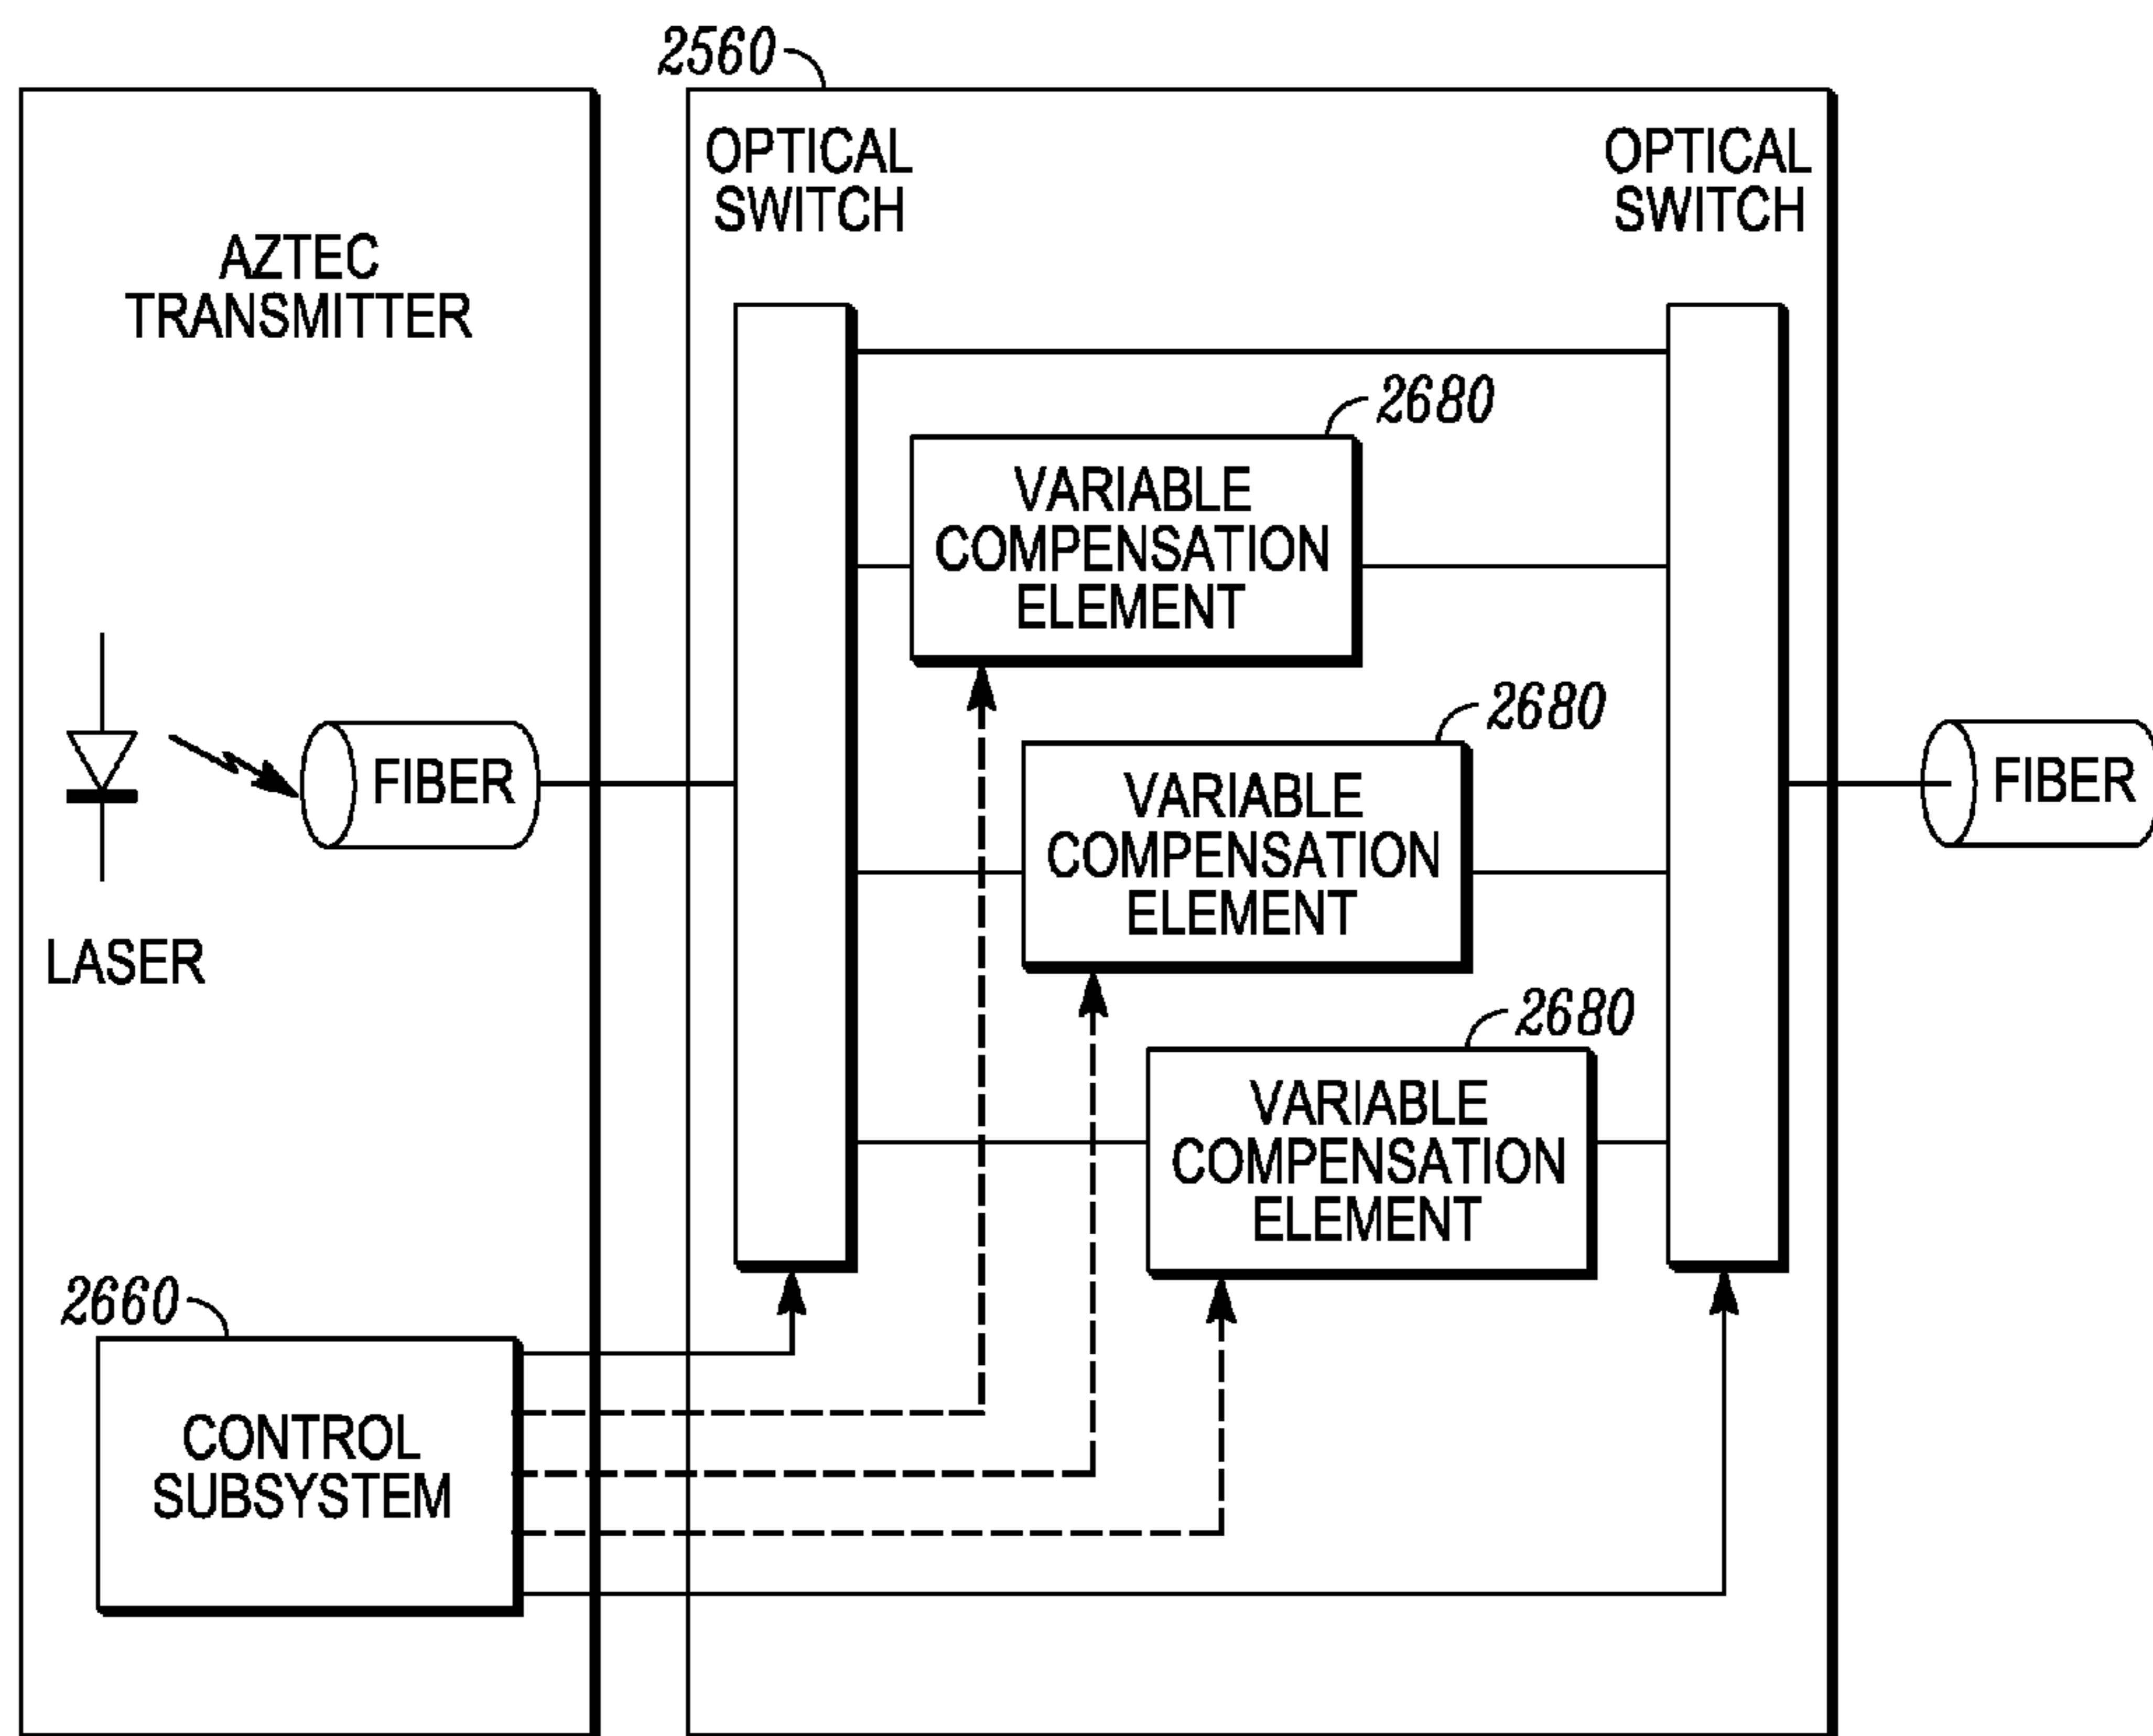 2560
OPTICAL
SWITCH
OPTICAL
SWITCH
AZTEC
TRANSMITTER
2680
VARIABLE
COMPENSATION
ELEMENT
2680
VARIABLE
COMPENSATION
ELEMENT
FIBER
FIBER
LASER
2680
VARIABLE
COMPENSATION
ELEMENT
2660
CONTROL
SUBSYSTEM